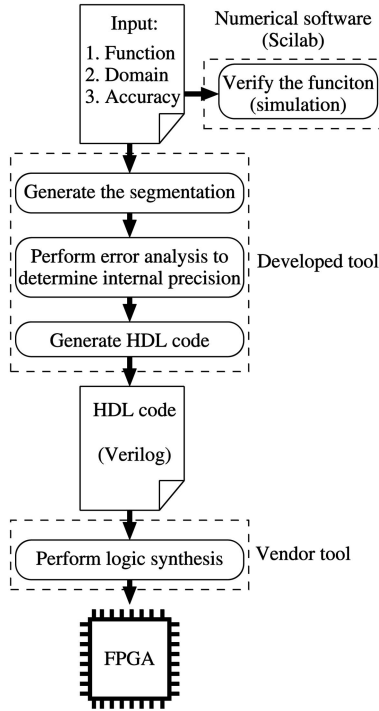 Input:
1. Function
2. Domain
3. Accuracy
Numerical software
(Scilab)
Verify the funciton
(simulation)
Generate the segmentation
Perform error analysis to
determine internal precision
Generate HDL code
Developed tool
HDL code
(Verilog)
Perform logic synthesis
Vendor tool
FPGA